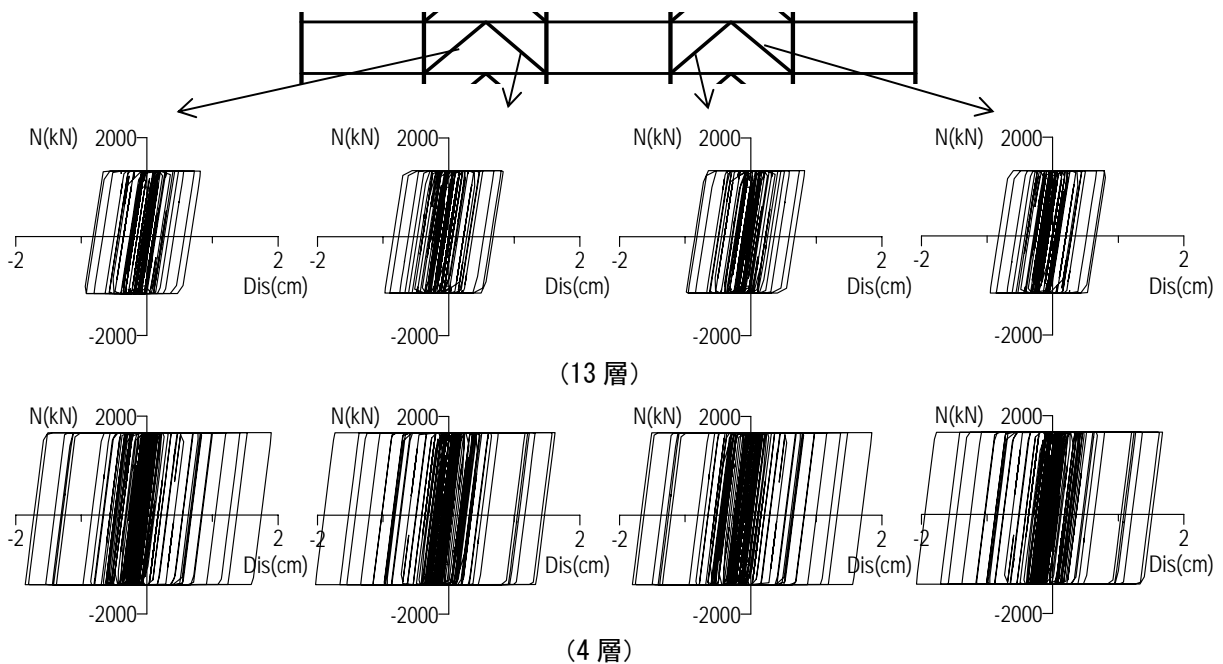 N(kN) 2000 N(kN) 2000 N(kN) 2000 N(kN) 2000
-2 2 -2 2 -2 2 -2 2
Dis(cm) Dis(cm) Dis(cm) Dis(cm)
-2000 -2000 -2000 -2000
(13 層)
N(kN) 2000 N(kN) 2000 N(kN) 2000 N(kN) 2000
-2 2 -2 2 -2 2 -2 2
Dis(cm) Dis(cm) Dis(cm) Dis(cm)
-2000 -2000 -2000 -2000
(4 層)